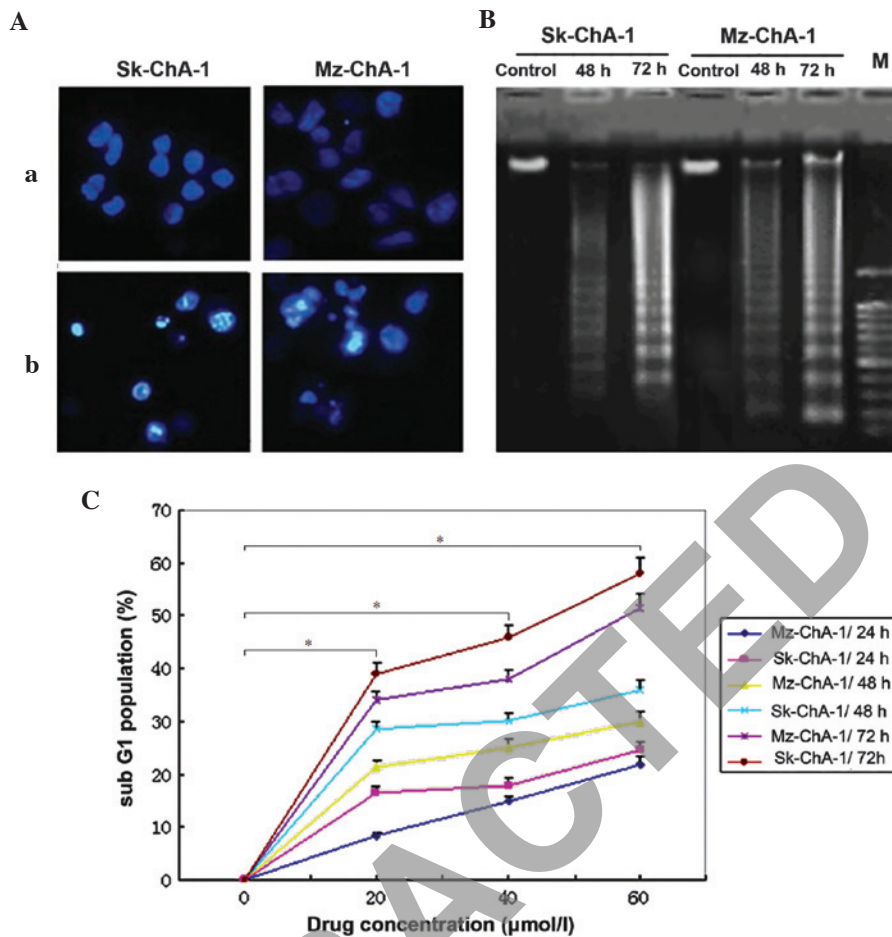 A
Sk-ChA-1
Mz-ChA-1
a
b
B
Sk-ChA-1 Mz-ChA-1
Control 48 h 72 h Control 48 h 72 h M
C
70
60
50
40
30
20
10
0
sub G1 population (%)
*
*
*
0 20 40 60
Drug concentration (µmol/l)
Mz-ChA-1/ 24 h
Sk-ChA-1/ 24 h
Mz-ChA-1/ 48 h
Sk-ChA-1/ 48 h
Mz-ChA-1/ 72 h
Sk-ChA-1/ 72h
RACTED